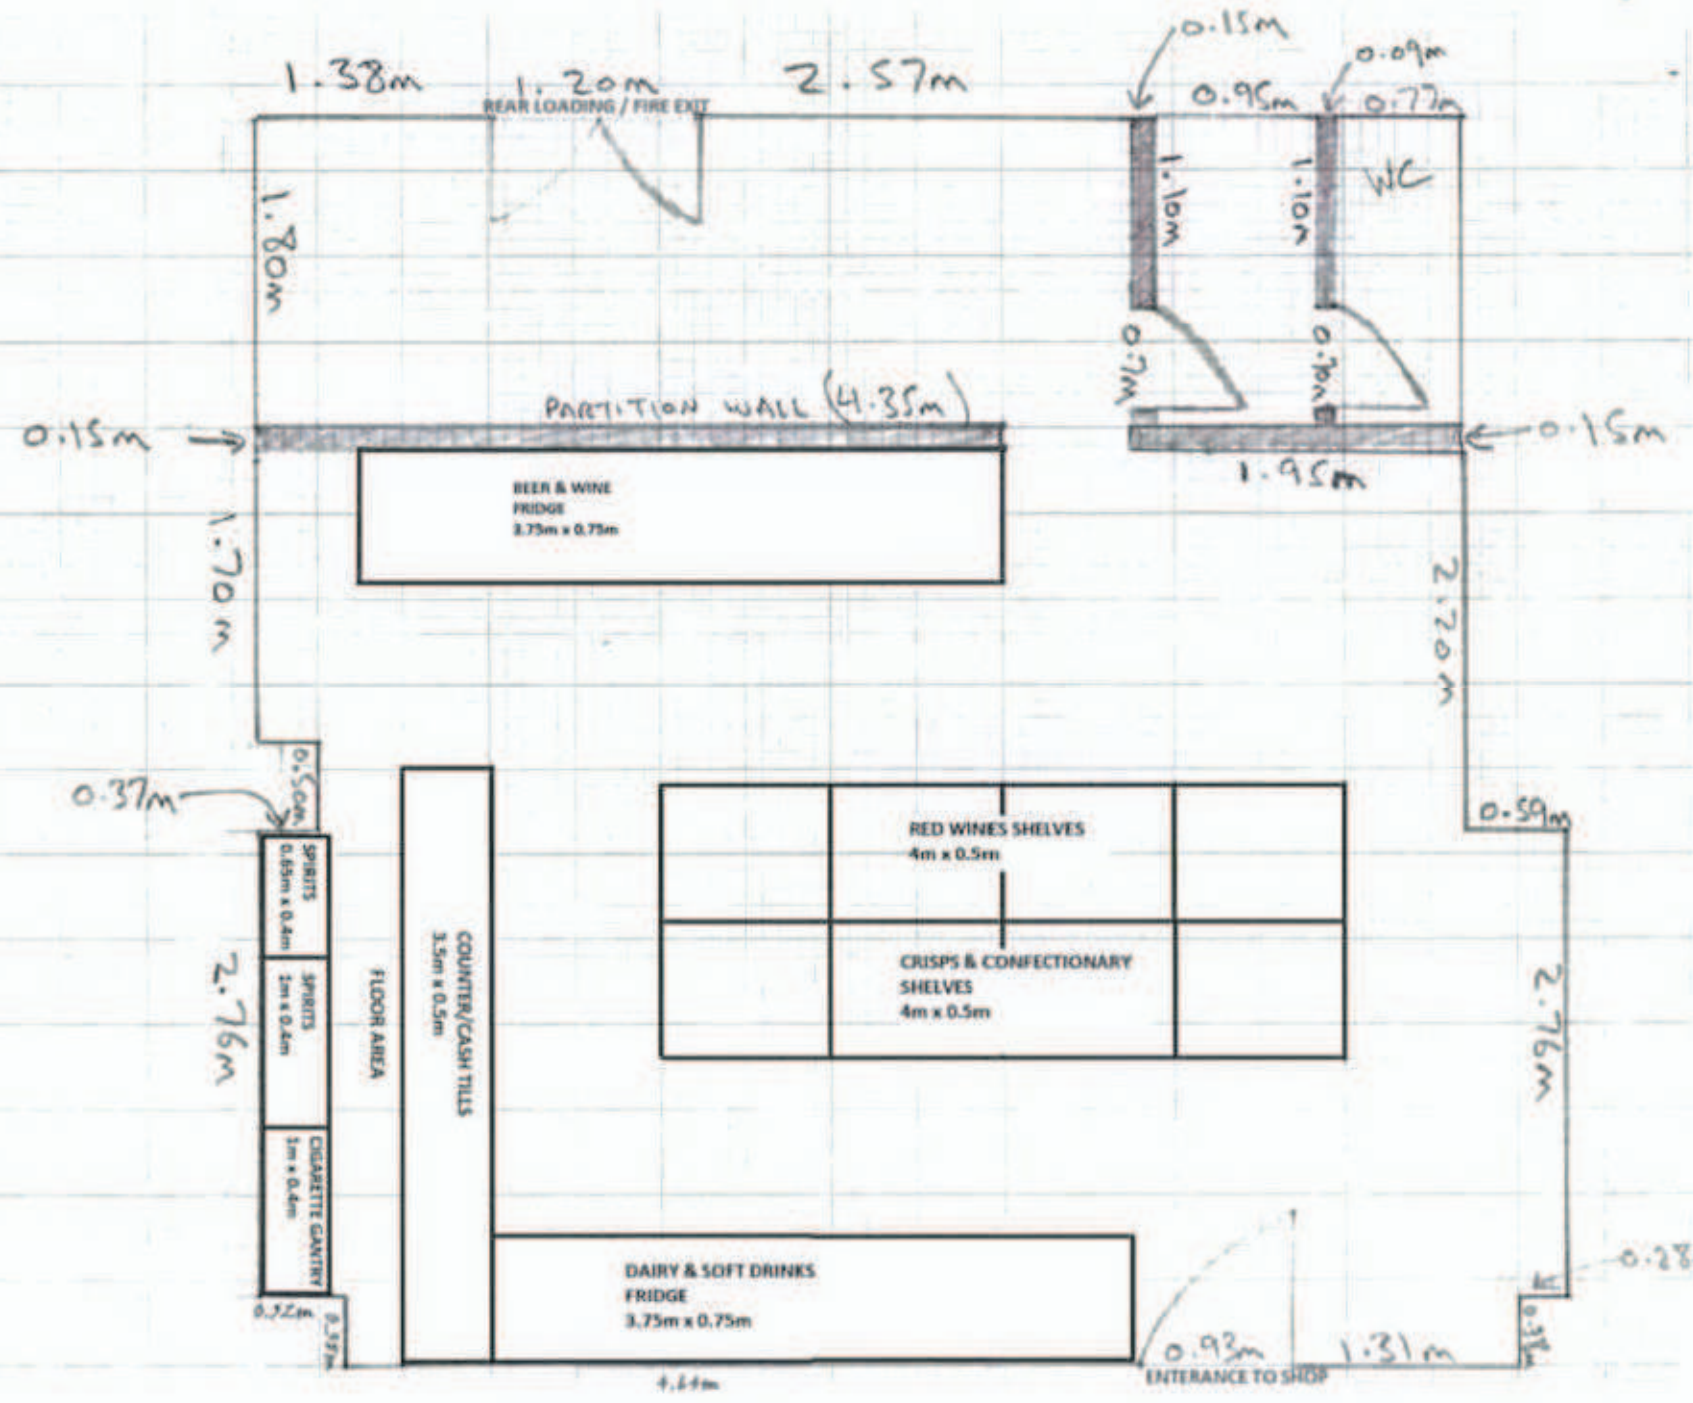 0.15m
0.09m
1.38m
1.20m
2.57m
0.95m
0.77m
REAR LOADING / FIRE EXIT
1.80m
1.10m
1.10m
WC
0.7m
0.70m
PARTITION WALL (4.35m)
0.15m
0.15m
1.95m
BEER & WINE
FRIDGE
3.75m x 0.75m
1.70m
2.20m
0.50m
0.37m
0.59m
RED WINES SHELVES
4m x 0.5m
SPIRITS
0.65m x 0.4m
COUNTER/CASH TILLS
3.5m x 0.5m
CRISPS & CONFECTIONARY
SHELVES
4m x 0.5m
2.76m
SPIRITS
1m x 0.4m
FLOOR AREA
2.76m
CIGARETTE GANTRY
1m x 0.4m
0.28
DAIRY & SOFT DRINKS
FRIDGE
3.75m x 0.75m
0.52m
0.38m
0.93m
1.31m
ENTERANCE TO SHOP
4.64m